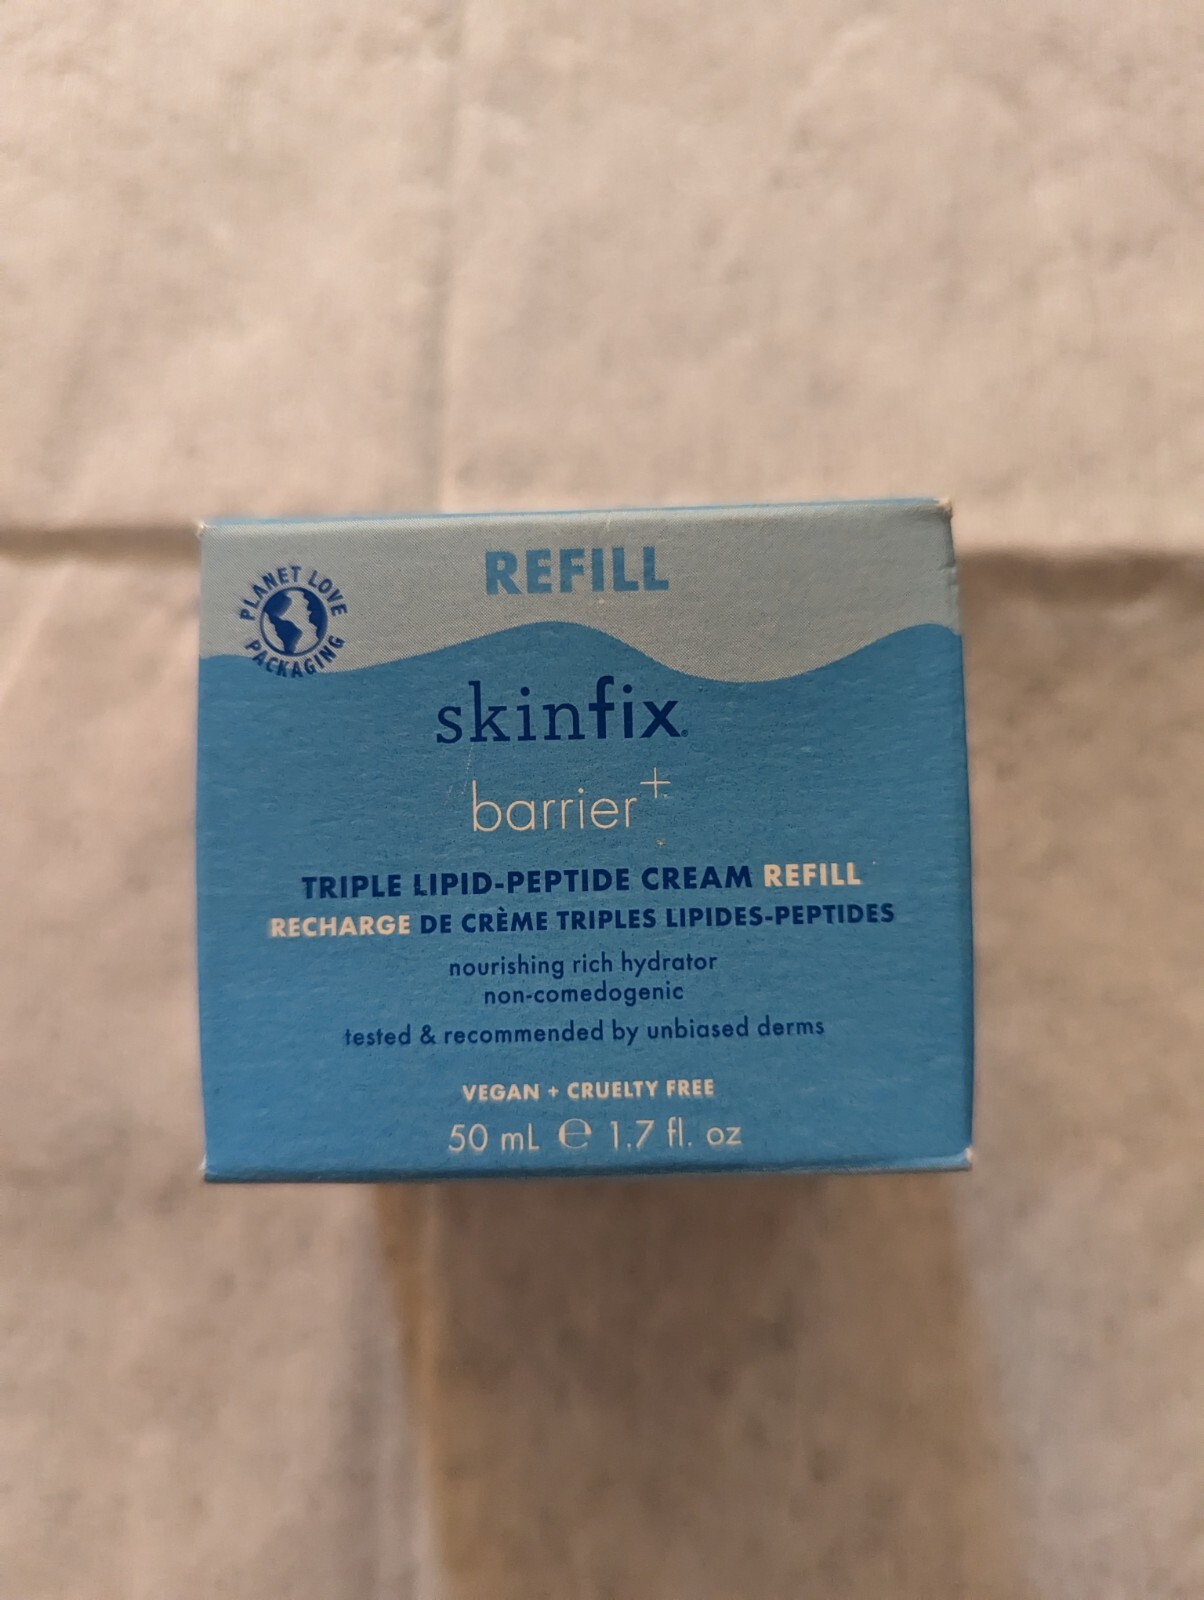 REFILL
PLANET LOVE
PACKAGING
skinfix®
barrier+
TRIPLE LIPID-PEPTIDE CREAM REFILL
RECHARGE DE CRÈME TRIPLES LIPIDES-PEPTIDES
nourishing rich hydrator
non-comedogenic
tested & recommended by unbiased derms
VEGAN + CRUELTY FREE
50 mL ℮ 1.7 fl. oz